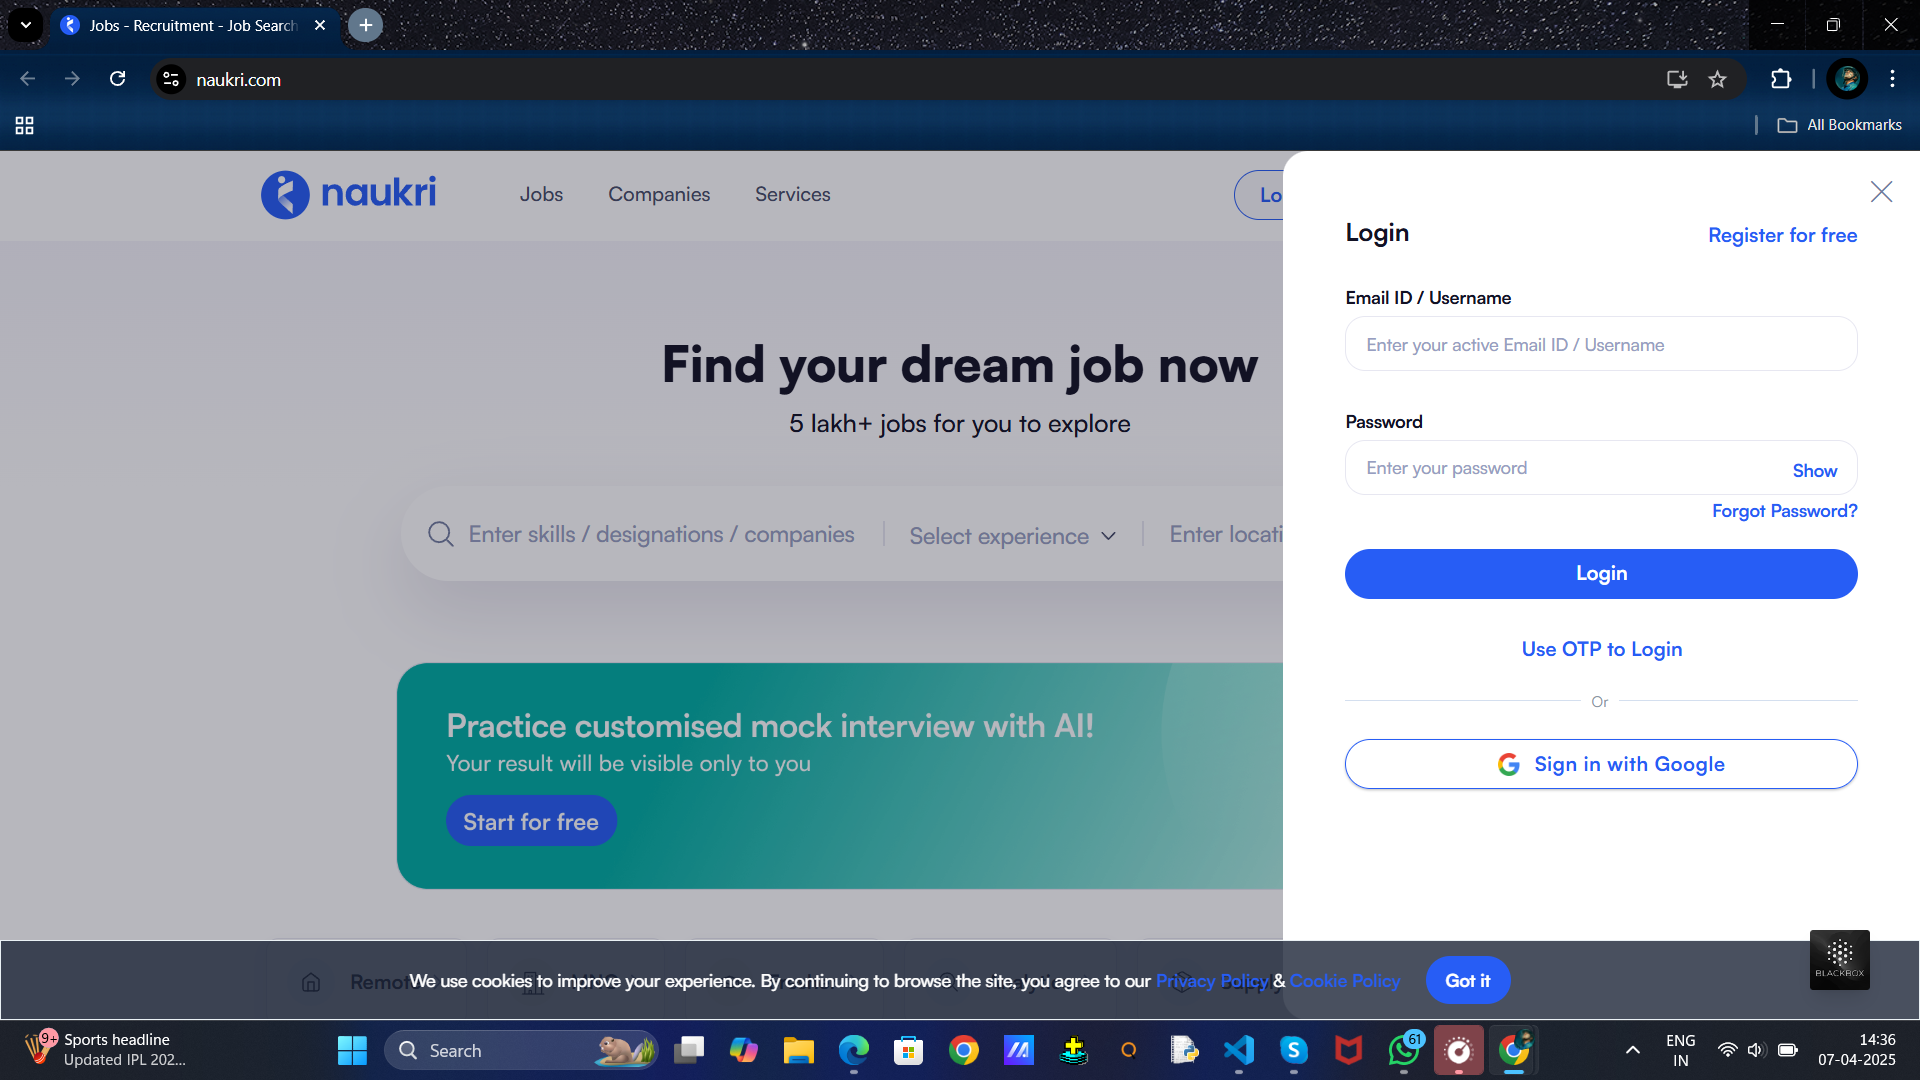 Jobs - Recruitment - Job Search
naukri.com
All Bookmarks
naukri
Jobs
Companies
Services
Lo
Find your dream job now
5 lakh+ jobs for you to explore
Enter skills / designations / companies
Select experience
Enter locati
Practice customised mock interview with AI!
Your result will be visible only to you
Start for free
Login
Register for free
Email ID / Username
Enter your active Email ID / Username
Password
Enter your password
Show
Forgot Password?
Login
Use OTP to Login
Or
Sign in with Google
BLACKBOX
We use cookies to improve your experience. By continuing to browse the site, you agree to our Privacy Policy & Cookie Policy
Got it
9+
Sports headline
Updated IPL 202...
Search
61
ENG
IN
14:36
07-04-2025